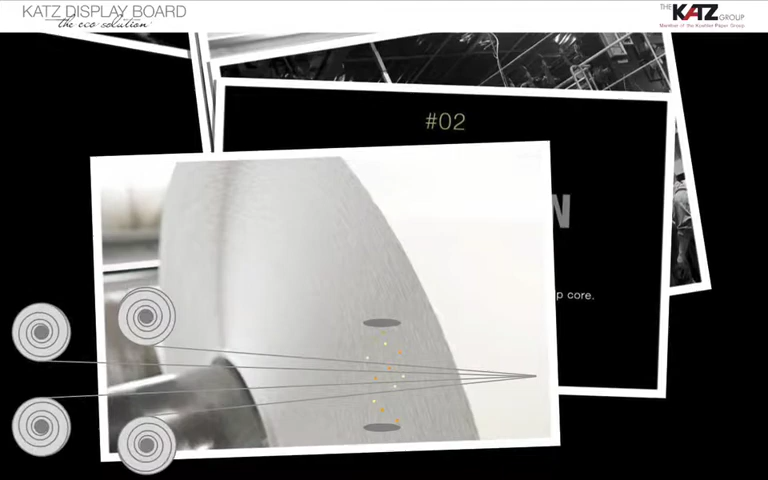 KATZ DISPLAY BOARD
the eco solution
THE KATZ GROUP
Member of the Koehler Paper Group
#02
N
p core.